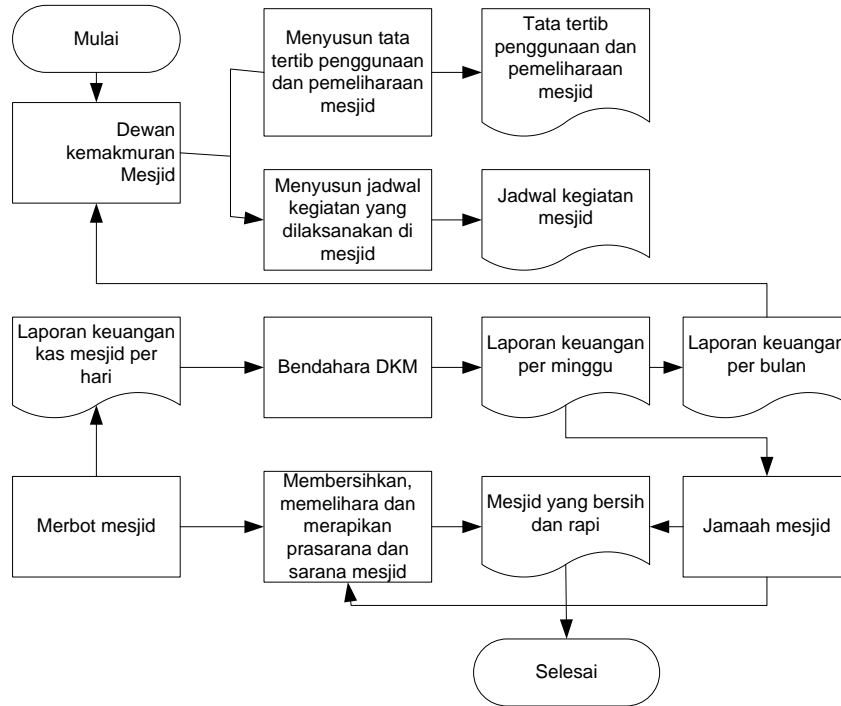 Mulai
Menyusun tata
tertib penggunaan
dan pemeliharaan
mesjid
Tata tertib
penggunaan dan
pemeliharaan
mesjid
Dewan
kemakmuran
Mesjid
Menyusun jadwal
kegiatan yang
dilaksanakan di
mesjid
Jadwal kegiatan
mesjid
Laporan keuangan
kas mesjid per
hari
Bendahara DKM
Laporan keuangan
per minggu
Laporan keuangan
per bulan
Merbot mesjid
Membersihkan,
memelihara dan
merapikan
prasarana dan
sarana mesjid
Mesjid yang bersih
dan rapi
Jamaah mesjid
Selesai